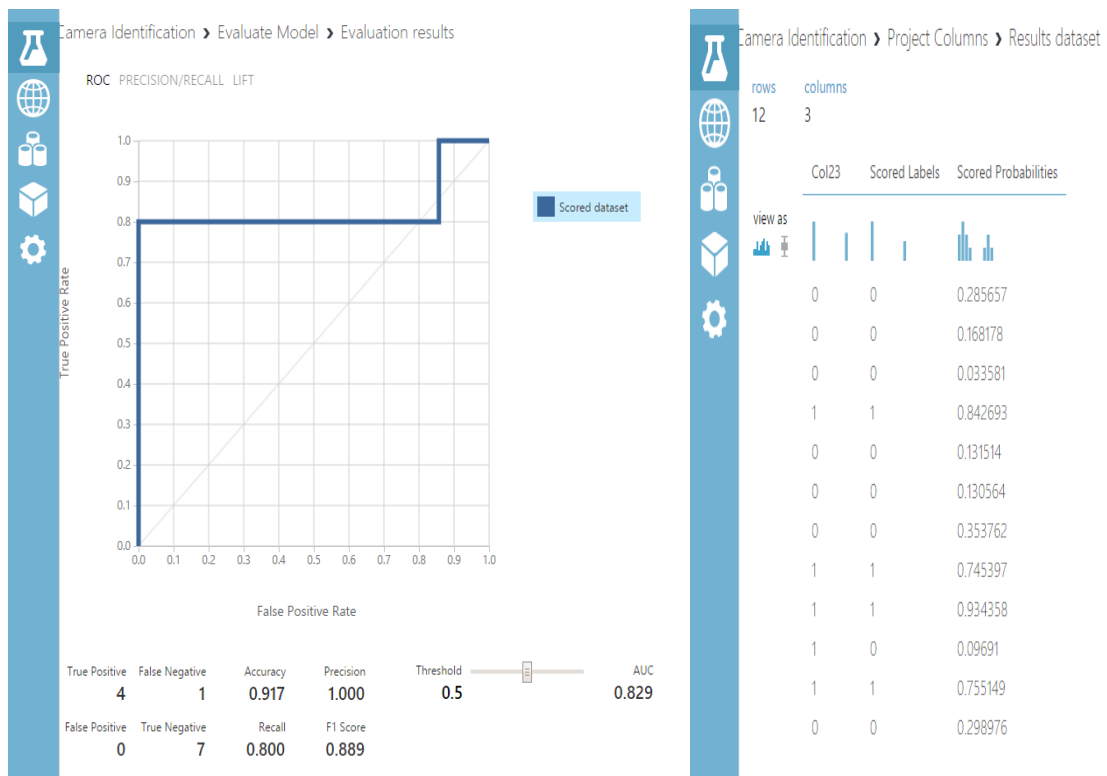 Camera Identification ❯ Evaluate Model ❯ Evaluation results
ROC PRECISION/RECALL LIFT
1.0
0.9
0.8
0.7
0.6
0.5
0.4
0.3
0.2
0.1
0.0
True Positive Rate
0.0 0.1 0.2 0.3 0.4 0.5 0.6 0.7 0.8 0.9 1.0
False Positive Rate
Scored dataset
True Positive False Negative Accuracy Precision Threshold AUC
4 1 0.917 1.000 0.5 0.829
False Positive True Negative Recall F1 Score
0 7 0.800 0.889
Camera Identification ❯ Project Columns ❯ Results dataset
rows columns
12 3
Col23 Scored Labels Scored Probabilities
view as
0 0 0.285657
0 0 0.168178
0 0 0.033581
1 1 0.842693
0 0 0.131514
0 0 0.130564
0 0 0.353762
1 1 0.745397
1 1 0.934358
1 0 0.09691
1 1 0.755149
0 0 0.298976